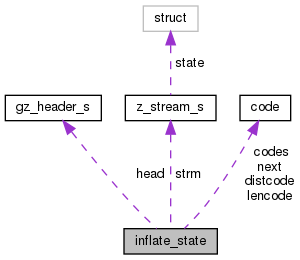 struct
state
gz_header_s
z_stream_s
code
head
strm
codes
next
distcode
lencode
inflate_state